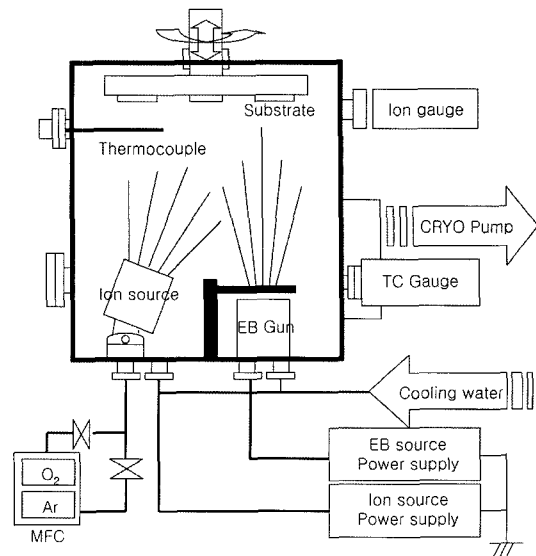 Substrate
Ion gauge
Thermocouple
CRYO Pump
TC Gauge
Ion source
EB Gun
Cooling water
EB source
Power supply
O₂
Ar
MFC
Ion source
Power supply